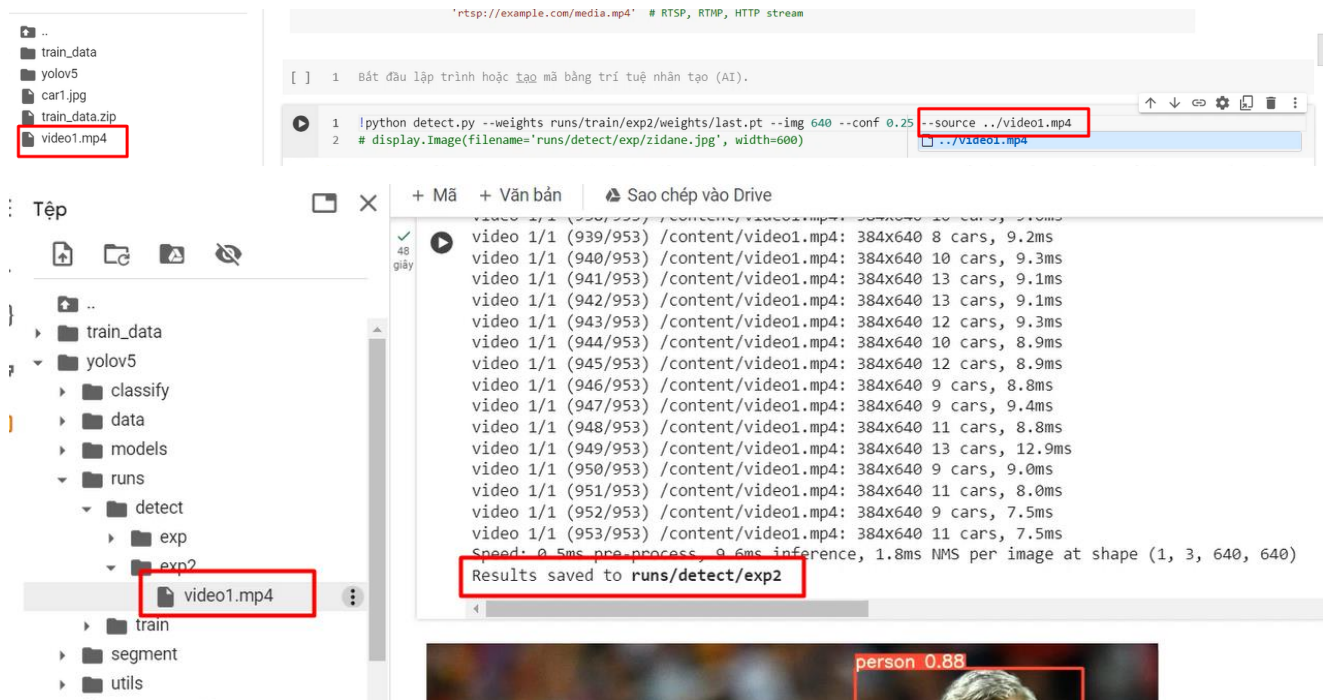 'rtsp://example.com/media.mp4'  # RTSP, RTMP, HTTP stream
..
train_data
yolov5
car1.jpg
train_data.zip
video1.mp4
[ ] 1 Bắt đầu lập trình hoặc tạo mã bằng trí tuệ nhân tạo (AI).
1 !python detect.py --weights runs/train/exp2/weights/last.pt --img 640 --conf 0.25 --source ../video1.mp4
2 # display.Image(filename='runs/detect/exp/zidane.jpg', width=600)
../video1.mp4
Tệp
..
train_data
yolov5
classify
data
models
runs
detect
exp
exp2
video1.mp4
train
segment
utils
+ Mã + Văn bản Sao chép vào Drive
48
giây
video 1/1 (938/953) /content/video1.mp4: 384x640 10 cars, 9.0ms
video 1/1 (939/953) /content/video1.mp4: 384x640 8 cars, 9.2ms
video 1/1 (940/953) /content/video1.mp4: 384x640 10 cars, 9.3ms
video 1/1 (941/953) /content/video1.mp4: 384x640 13 cars, 9.1ms
video 1/1 (942/953) /content/video1.mp4: 384x640 13 cars, 9.1ms
video 1/1 (943/953) /content/video1.mp4: 384x640 12 cars, 9.3ms
video 1/1 (944/953) /content/video1.mp4: 384x640 10 cars, 8.9ms
video 1/1 (945/953) /content/video1.mp4: 384x640 12 cars, 8.9ms
video 1/1 (946/953) /content/video1.mp4: 384x640 9 cars, 8.8ms
video 1/1 (947/953) /content/video1.mp4: 384x640 9 cars, 9.4ms
video 1/1 (948/953) /content/video1.mp4: 384x640 11 cars, 8.8ms
video 1/1 (949/953) /content/video1.mp4: 384x640 13 cars, 12.9ms
video 1/1 (950/953) /content/video1.mp4: 384x640 9 cars, 9.0ms
video 1/1 (951/953) /content/video1.mp4: 384x640 11 cars, 8.0ms
video 1/1 (952/953) /content/video1.mp4: 384x640 9 cars, 7.5ms
video 1/1 (953/953) /content/video1.mp4: 384x640 11 cars, 7.5ms
Speed: 0.5ms pre-process, 9.6ms inference, 1.8ms NMS per image at shape (1, 3, 640, 640)
Results saved to runs/detect/exp2
person 0.88